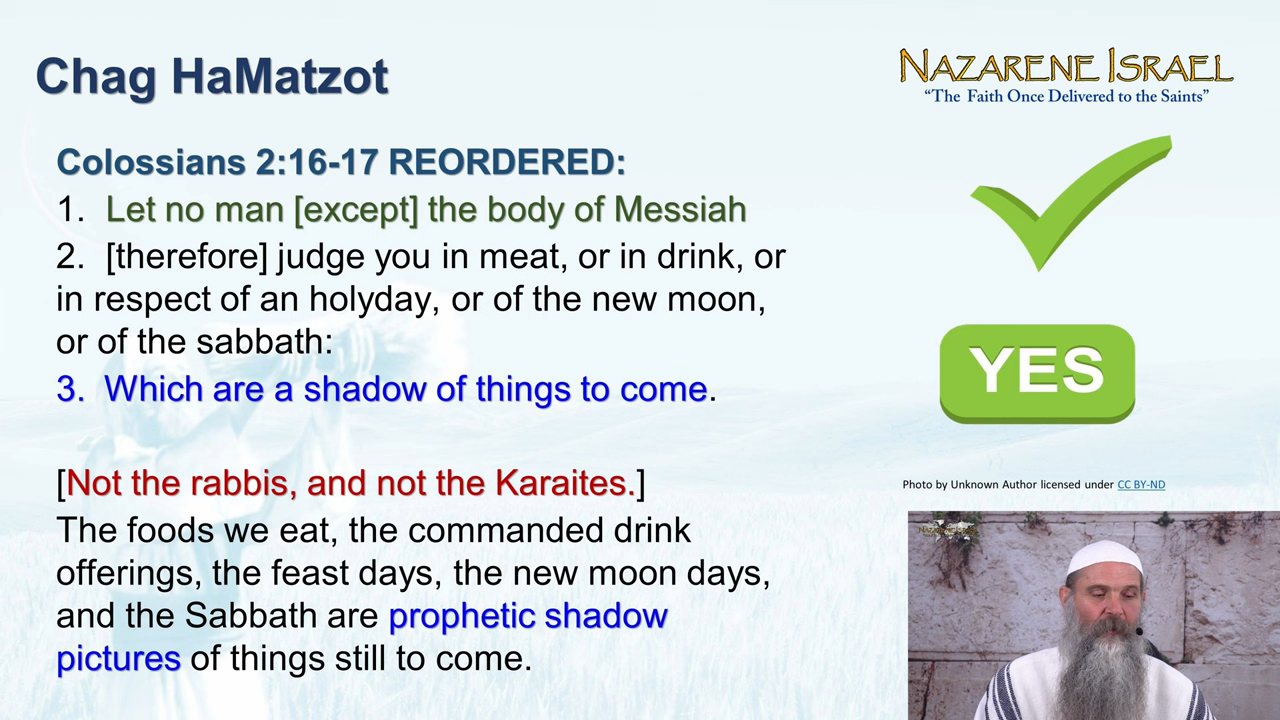 Chag HaMatzot
NAZARENE ISRAEL
“The Faith Once Delivered to the Saints”
Colossians 2:16-17 REORDERED:
1. Let no man [except] the body of Messiah
2. [therefore] judge you in meat, or in drink, or
in respect of an holyday, or of the new moon,
or of the sabbath:
3. Which are a shadow of things to come.
YES
[Not the rabbis, and not the Karaites.]
The foods we eat, the commanded drink
offerings, the feast days, the new moon days,
and the Sabbath are prophetic shadow
pictures of things still to come.
Photo by Unknown Author licensed under CC BY-ND